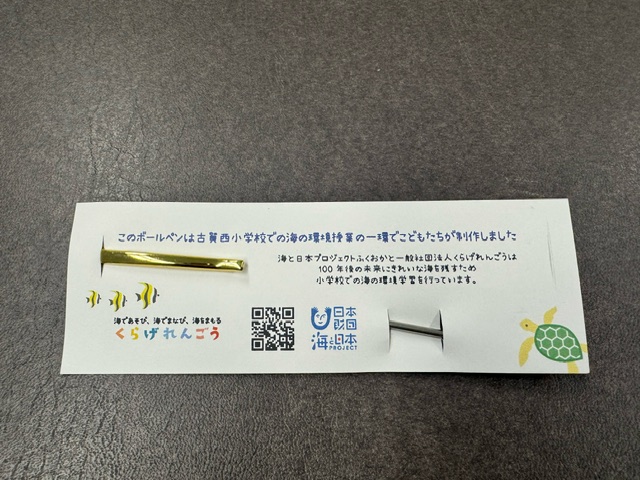 このボールペンは古賀西小学校での海の環境授業の一環でこどもたちが制作しました
海と日本プロジェクトふくおかと一般社団法人くらげれんごうは
100年後の未来にきれいな海を残すため
小学校での海の環境学習を行っています。
海であそび、海でまなび、海をまもる
くらげれんごう
日本
財団
海と日本
PROJECT